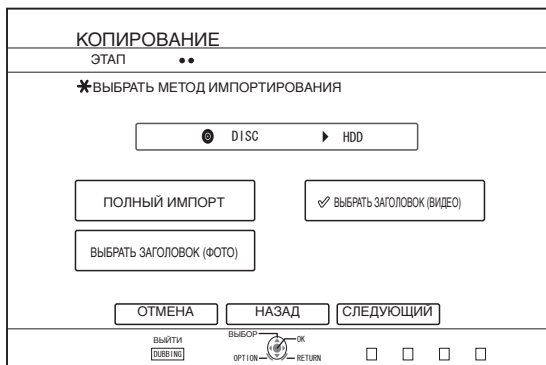 КОПИРОВАНИЕ
ЭТАП
✱ВЫБРАТЬ МЕТОД ИМПОРТИРОВАНИЯ
DISC ▶ HDD
ПОЛНЫЙ ИМПОРТ
✓ ВЫБРАТЬ ЗАГОЛОВОК (ВИДЕО)
ВЫБРАТЬ ЗАГОЛОВОК (ФОТО)
ОТМЕНА НАЗАД СЛЕДУЮЩИЙ
ВЫЙТИ
DUBBING
ВЫБОР
OK
OPTION
RETURN